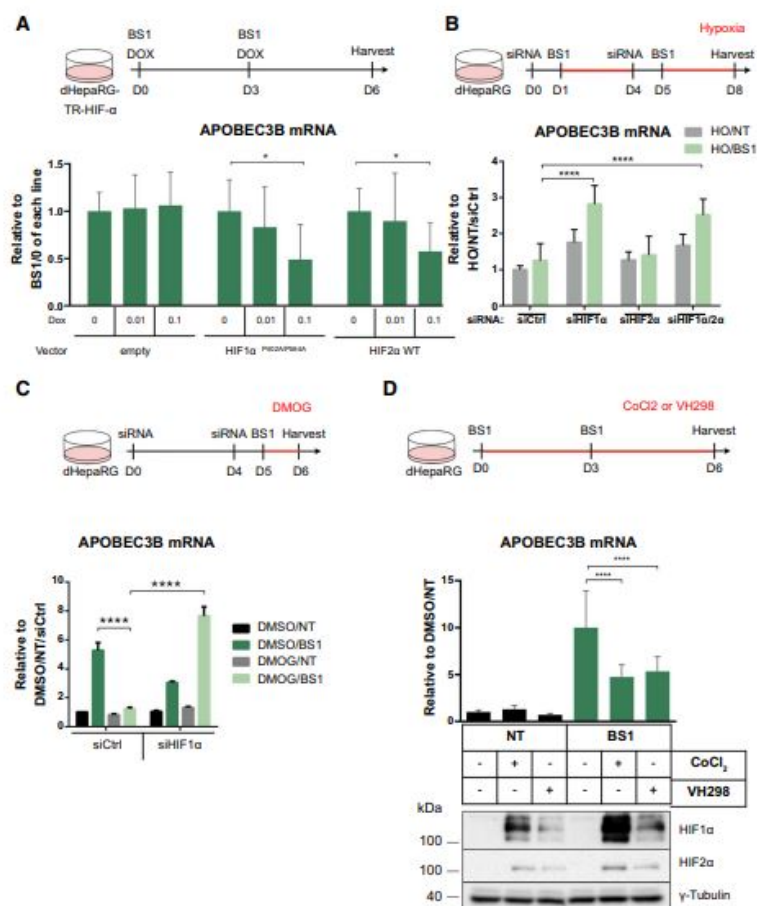 A
BS1 BS1
DOX DOX Harvest
dHepaRG-
TR-HIF-α
D0 D3 D6
APOBEC3B mRNA
Relative to
BS1/0 of each line
1.5
1.0
0.5
0.0
* *
Dox 0 0.01 0.1 0 0.01 0.1 0 0.01 0.1
Vector empty HIF1α HIF2α WT
B
Hypoxia
siRNA BS1 siRNA BS1 Harvest
dHepaRG D0 D1 D4 D5 D8
APOBEC3B mRNA
HO/NT
HO/BS1
Relative to
HO/NT/siCtrl
4
3
2
1
0
**** ****
siRNA: siCtrl siHIF1α siHIF2α siHIF1α/2α
C
DMOG
siRNA siRNA BS1 Harvest
dHepaRG D0 D4 D5 D6
APOBEC3B mRNA
Relative to
DMSO/NT/siCtrl
10
8
6
4
2
0
**** ****
DMSO/NT
DMSO/BS1
DMOG/NT
DMOG/BS1
siCtrl siHIF1α
D
CoCl2 or VH298
BS1 BS1 Harvest
dHepaRG D0 D3 D6
APOBEC3B mRNA
Relative to DMSO/NT
15
10
5
0
**** ****
NT BS1
- + - - + - CoCl₂
- - + - - + VH298
kDa
HIF1α
100
HIF2α
100
γ-Tubulin
40